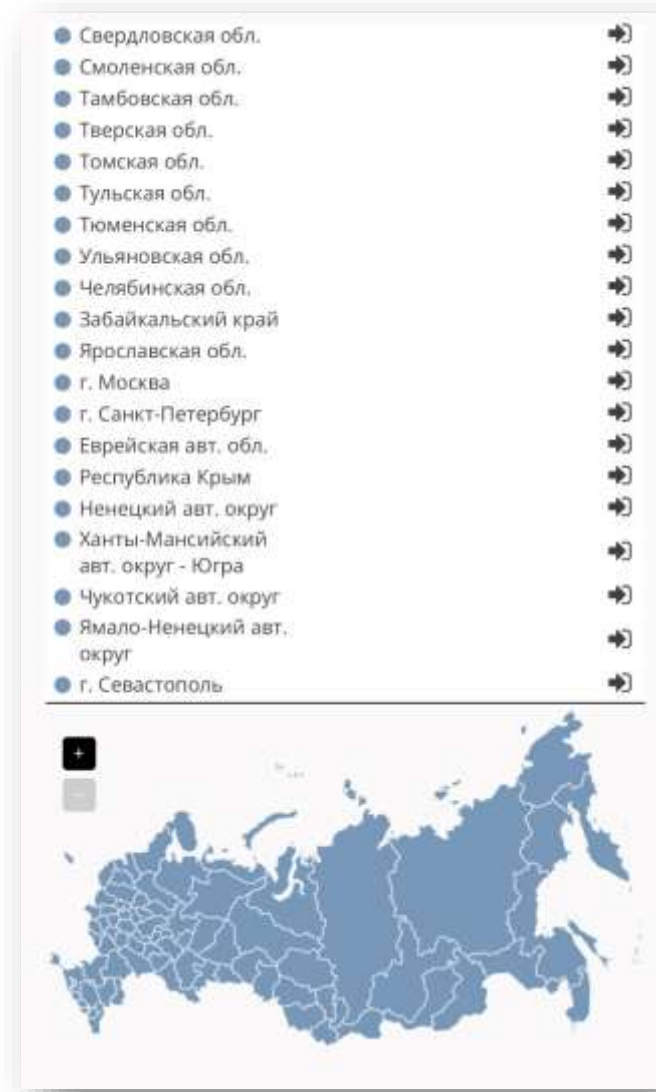 Свердловская обл.
Смоленская обл.
Тамбовская обл.
Тверская обл.
Томская обл.
Тульская обл.
Тюменская обл.
Ульяновская обл.
Челябинская обл.
Забайкальский край
Ярославская обл.
г. Москва
г. Санкт-Петербург
Еврейская авт. обл.
Республика Крым
Ненецкий авт. округ
Ханты-Мансийский
авт. округ - Югра
Чукотский авт. округ
Ямало-Ненецкий авт.
округ
г. Севастополь
+